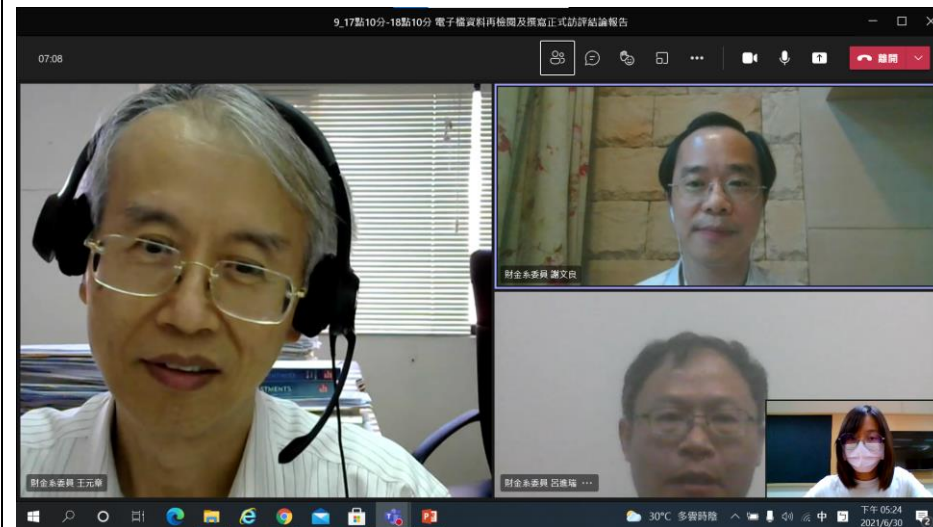 9_17點10分-18點10分 電子檔資料再檢閱及撰寫正式訪評結論報告
07:08
離開
財金系委員 謝文良
財金系委員 王元章
財金系委員 呂進瑞 ···
30°C 多雲時陰
中
下午 05:24
2021/6/30